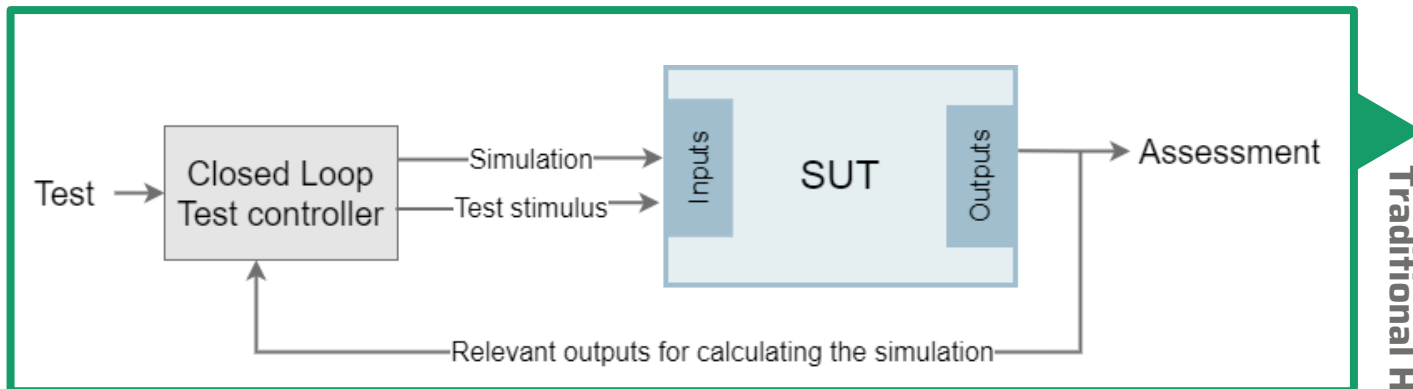 Test
Closed Loop
Test controller
Simulation
Test stimulus
Inputs
SUT
Outputs
Assessment
Relevant outputs for calculating the simulation
Traditional H